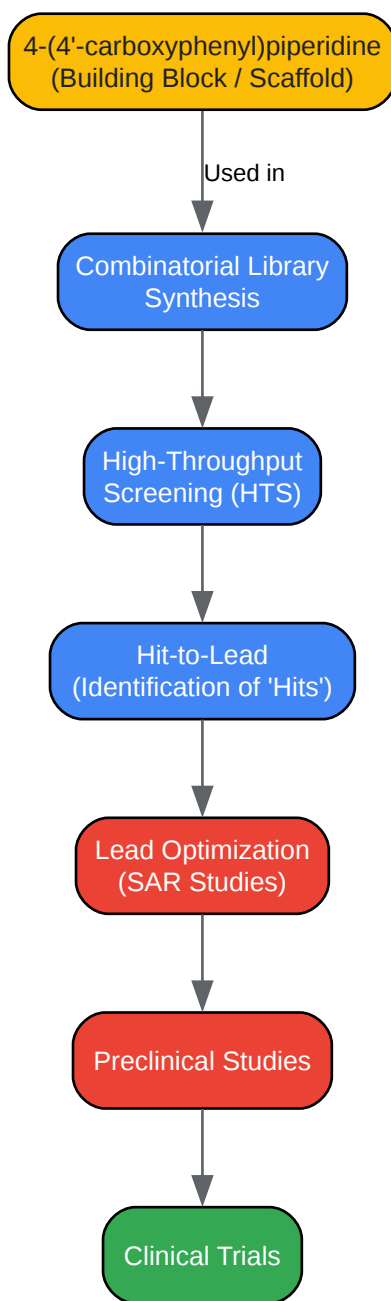 4-(4'-carboxyphenyl)piperidine
(Building Block / Scaffold)
Used in
Combinatorial Library
Synthesis
High-Throughput
Screening (HTS)
Hit-to-Lead
(Identification of 'Hits')
Lead Optimization
(SAR Studies)
Preclinical Studies
Clinical Trials